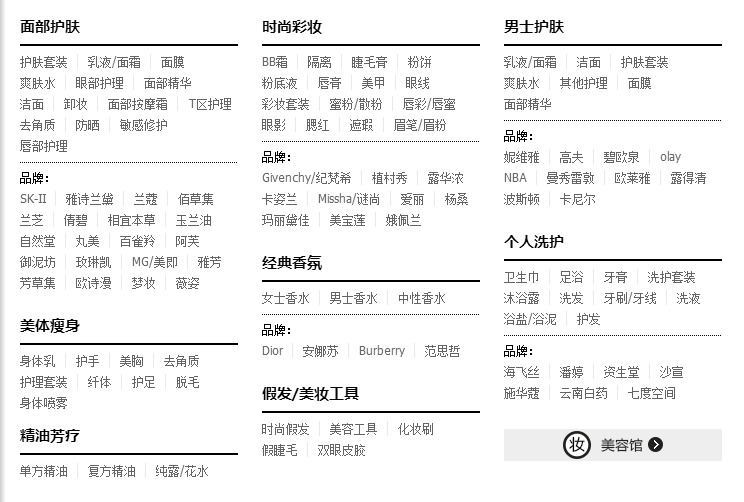 面部护肤
护肤套装 乳液/面霜 面膜
爽肤水 眼部护理 面部精华
洁面 卸妆 面部按摩霜 T区护理
去角质 防晒 敏感修护
唇部护理
品牌:
SK-II 雅诗兰黛 兰蔻 佰草集
兰芝 倩碧 相宜本草 玉兰油
自然堂 丸美 百雀羚 阿芙
御泥坊 玫琳凯 MG/美即 雅芳
芳草集 欧诗漫 梦妆 薇姿
美体瘦身
身体乳 护手 美胸 去角质
护理套装 纤体 护足 脱毛
身体喷雾
精油芳疗
单方精油 复方精油 纯露/花水
时尚彩妆
BB霜 隔离 睫毛膏 粉饼
粉底液 唇膏 美甲 眼线
彩妆套装 蜜粉/散粉 唇彩/唇蜜
眼影 腮红 遮瑕 眉笔/眉粉
品牌:
Givenchy/纪梵希 植村秀 露华浓
卡姿兰 Missha/谜尚 爱丽 杨桑
玛丽黛佳 美宝莲 娥佩兰
经典香氛
女士香水 男士香水 中性香水
品牌:
Dior 安娜苏 Burberry 范思哲
假发/美妆工具
时尚假发 美容工具 化妆刷
假睫毛 双眼皮胶
男士护肤
乳液/面霜 洁面 护肤套装
爽肤水 其他护理 面膜
面部精华
品牌:
妮维雅 高夫 碧欧泉 olay
NBA 曼秀雷敦 欧莱雅 露得清
波斯顿 卡尼尔
个人洗护
卫生巾 足浴 牙膏 洗护套装
沐浴露 洗发 牙刷/牙线 洗液
浴盐/浴泥 护发
品牌:
海飞丝 潘婷 资生堂 沙宣
施华蔻 云南白药 七度空间
妆 美容馆